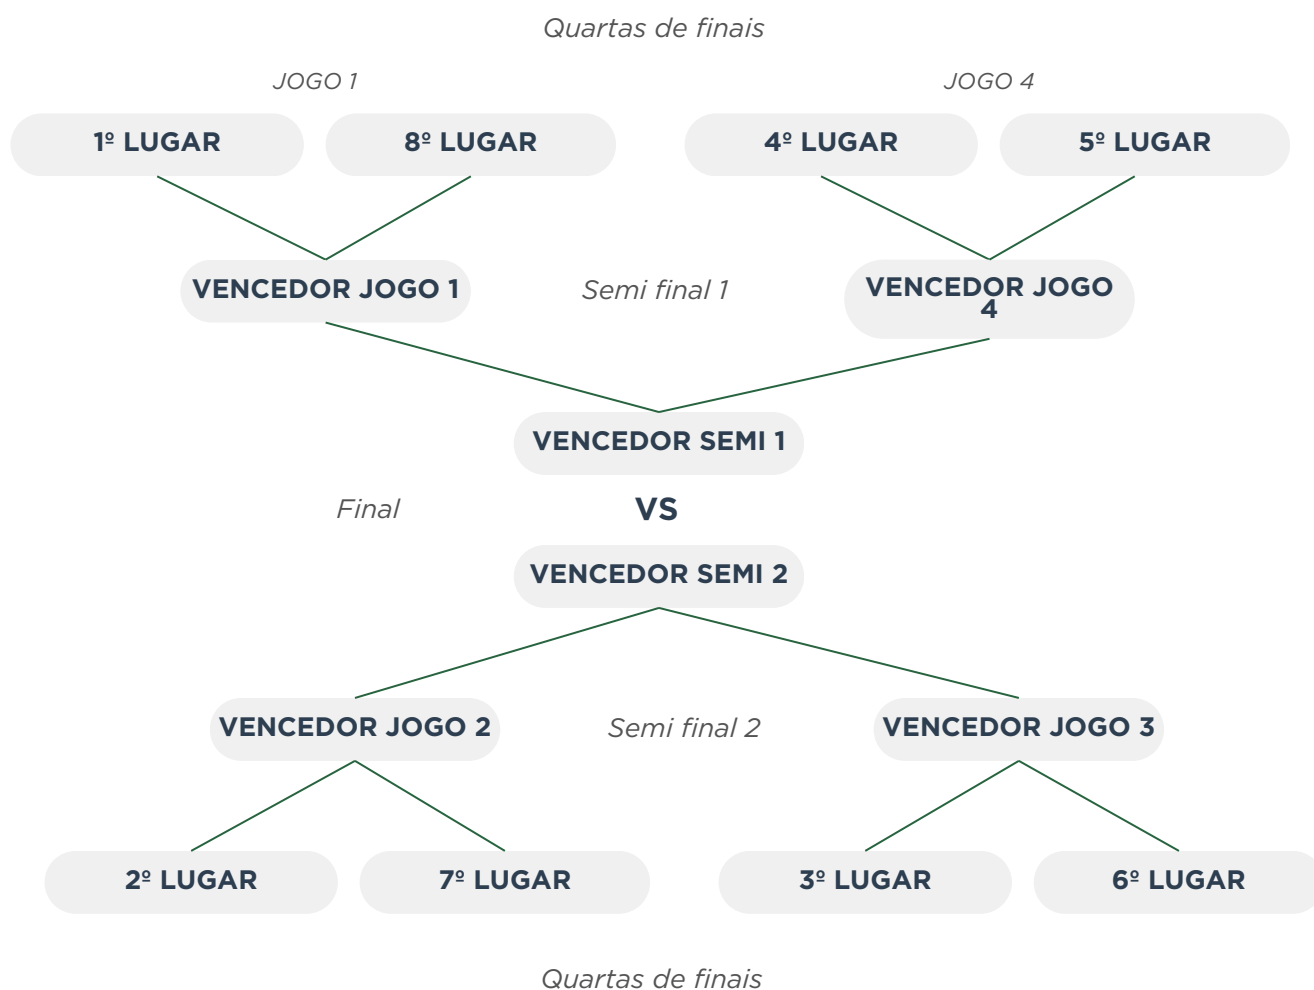 Quartas de finais
JOGO 1
JOGO 4
1º LUGAR
8º LUGAR
4º LUGAR
5º LUGAR
VENCEDOR JOGO 1
Semi final 1
VENCEDOR JOGO
4
VENCEDOR SEMI 1
Final
VS
VENCEDOR SEMI 2
VENCEDOR JOGO 2
Semi final 2
VENCEDOR JOGO 3
2º LUGAR
7º LUGAR
3º LUGAR
6º LUGAR
Quartas de finais